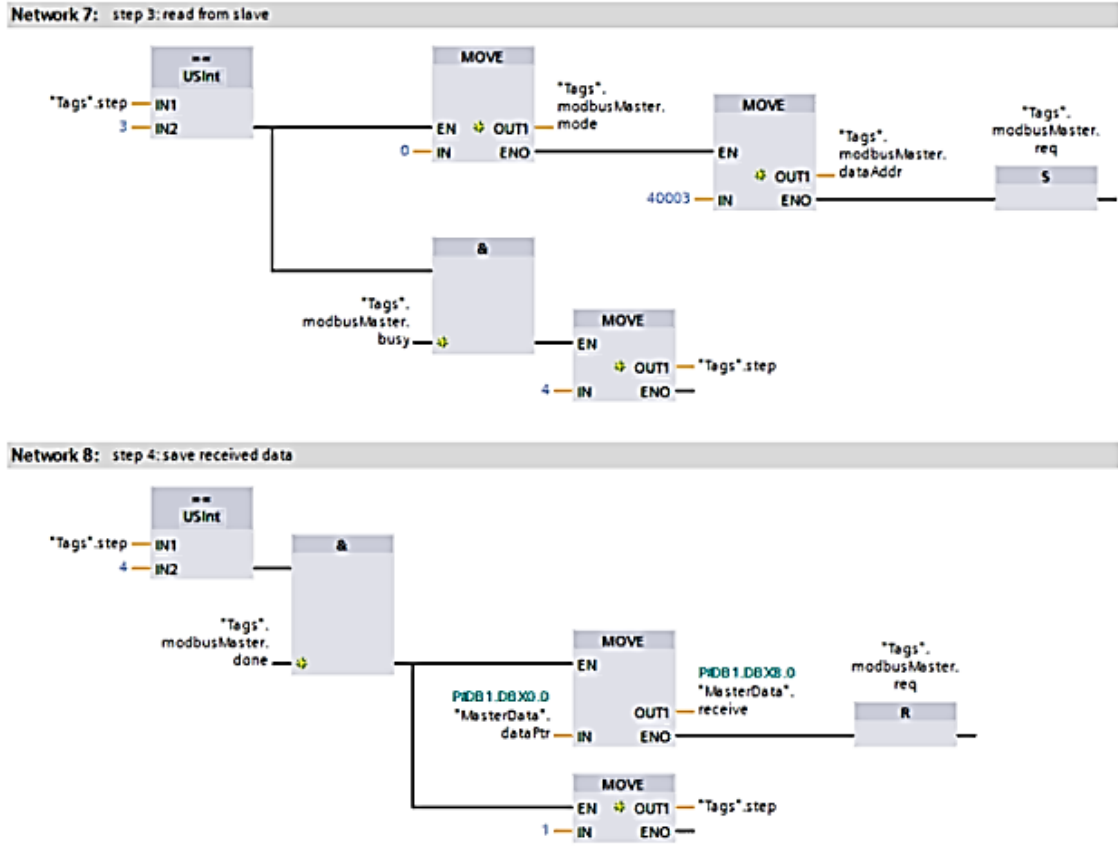 Network 7: step 3: read from slave
==
USInt
"Tags".step
IN1
3
IN2
MOVE
EN
OUT1
"Tags".
modbusMaster.
mode
0
IN
ENO
MOVE
EN
OUT1
"Tags".
modbusMaster.
dataAddr
40003
IN
ENO
"Tags".
modbusMaster.
req
S
&
"Tags".
modbusMaster.
busy
MOVE
EN
OUT1
"Tags".step
4
IN
ENO
Network 8: step 4: save received data
==
USInt
"Tags".step
IN1
4
IN2
&
"Tags".
modbusMaster.
done
MOVE
EN
P#DB1.DBX0.0
"MasterData".
dataPtr
IN
P#DB1.DBX8.0
"MasterData".
receive
OUT1
ENO
"Tags".
modbusMaster.
req
R
MOVE
EN
OUT1
"Tags".step
1
IN
ENO